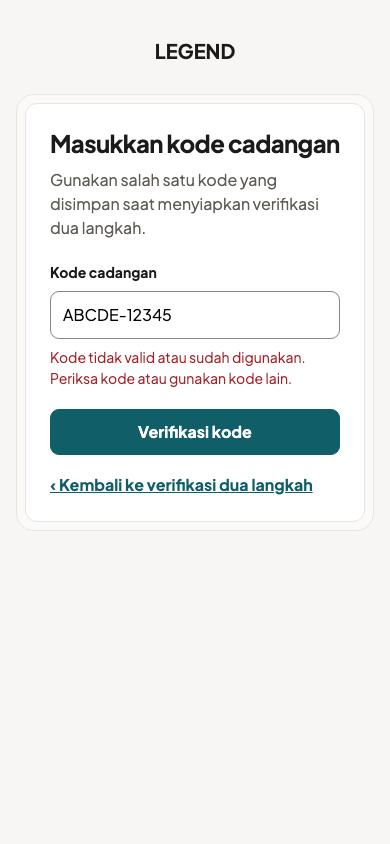 LEGEND
Masukkan kode cadangan
Gunakan salah satu kode yang
disimpan saat menyiapkan verifikasi
dua langkah.
Kode cadangan
ABCDE-12345
Kode tidak valid atau sudah digunakan.
Periksa kode atau gunakan kode lain.
Verifikasi kode
‹ Kembali ke verifikasi dua langkah